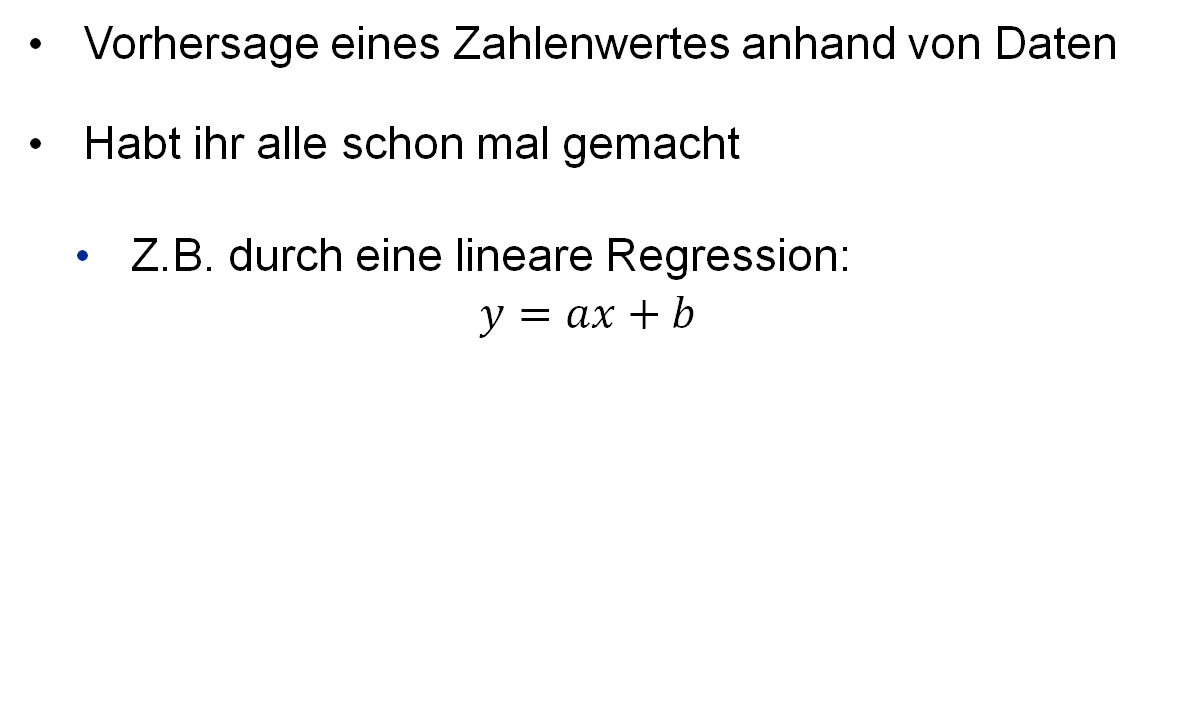 • Vorhersage eines Zahlenwertes anhand von Daten
• Habt ihr alle schon mal gemacht
• Z.B. durch eine lineare Regression:
y = ax + b